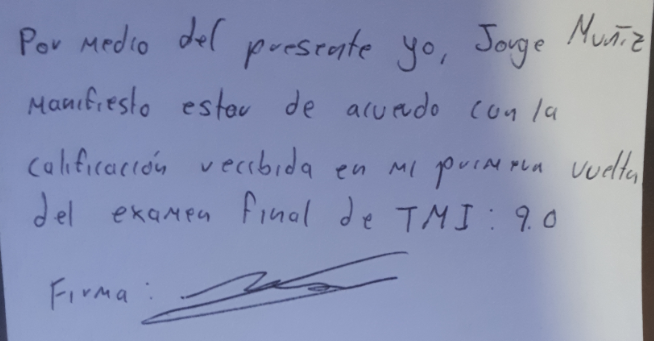 Por medio del presente yo, Jorge Muñiz
Manifiesto estar de acuerdo con la
calificación recibida en mi primera vuelta
del examen final de TMI: 9.0
Firma: